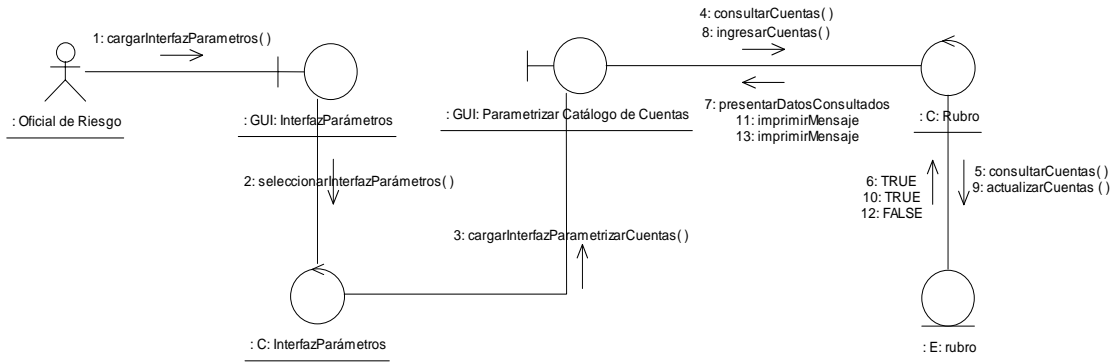 4: consultarCuentas( )
8: ingresarCuentas( )
1: cargarInterfazParametros( )
: Oficial de Riesgo
: GUI: InterfazParámetros
: GUI: Parametrizar Catálogo de Cuentas
7: presentarDatosConsultados
11: imprimirMensaje
13: imprimirMensaje
: C: Rubro
2: seleccionarInterfazParámetros( )
6: TRUE
10: TRUE
12: FALSE
5: consultarCuentas( )
9: actualizarCuentas ( )
3: cargarInterfazParametrizarCuentas( )
: C: InterfazParámetros
: E: rubro